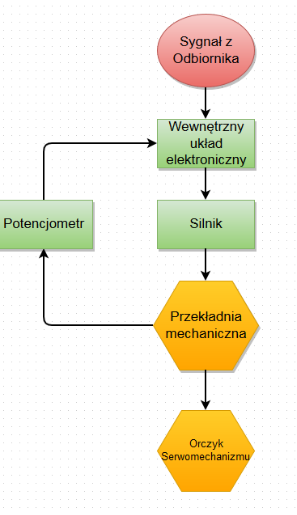 Sygnał z
Odbiornika
Wewnętrzny
układ
elektroniczny
Potencjometr
Silnik
Przekładnia
mechaniczna
Orczyk
Serwomechanizmu